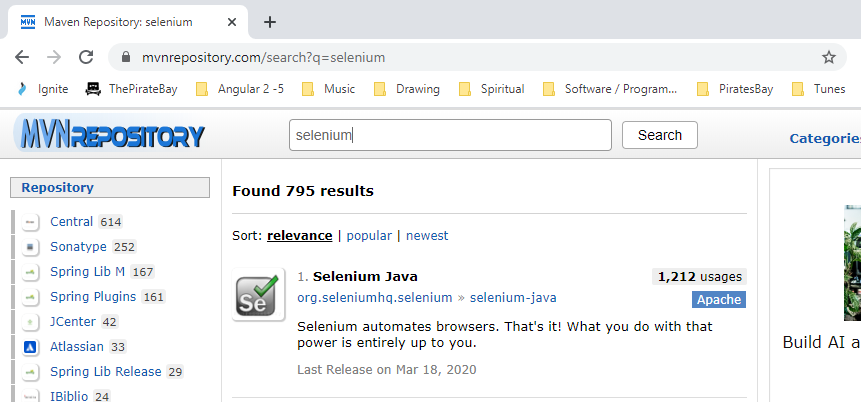 Maven Repository: selenium
mvnrepository.com/search?q=selenium
Ignite ThePirateBay Angular 2 -5 Music Drawing Spiritual Software / Program... PiratesBay Tunes
MVN REPOSITORY
selenium
Search
Categories
Repository
Central 614
Sonatype 252
Spring Lib M 167
Spring Plugins 161
JCenter 42
Atlassian 33
Spring Lib Release 29
IBiblio 24
Found 795 results
Sort: relevance | popular | newest
Se
1. Selenium Java
1,212 usages
org.seleniumhq.selenium » selenium-java
Apache
Selenium automates browsers. That's it! What you do with that
power is entirely up to you.
Last Release on Mar 18, 2020
Build AI a